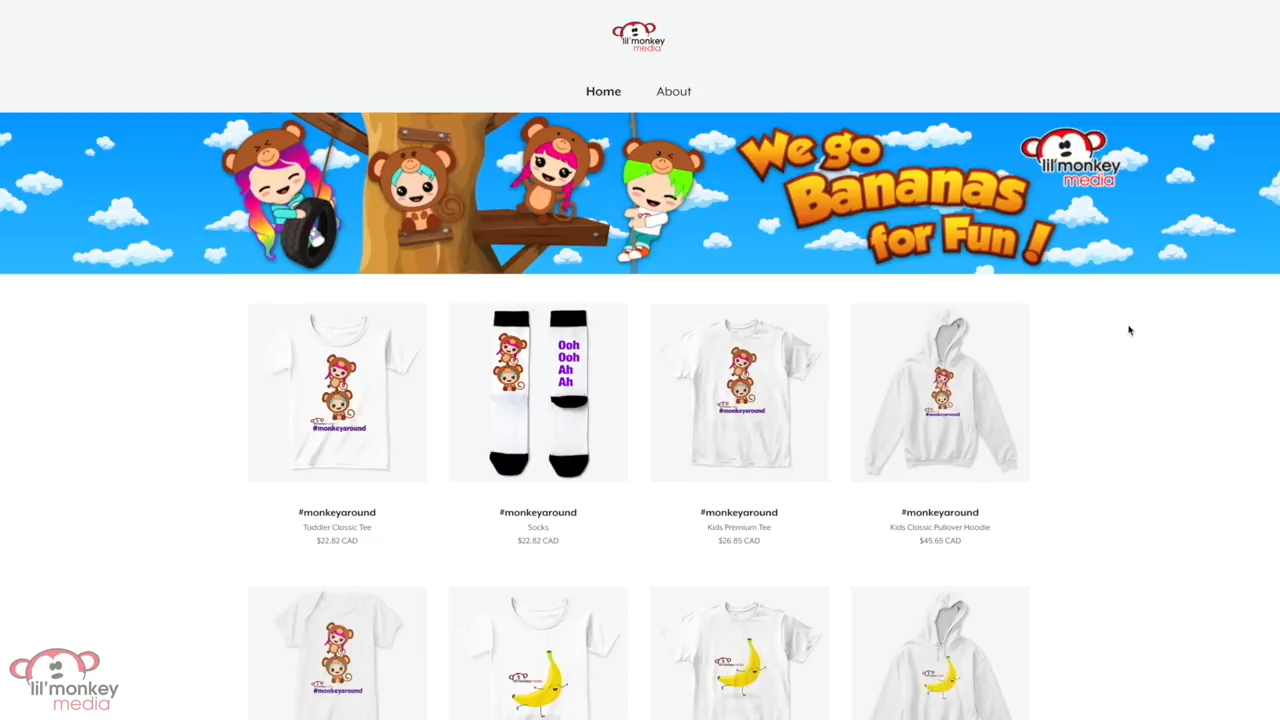 lil'monkey
media
Home
About
We go
Bananas
for Fun!
lil'monkey
media
#monkeyaround
Ooh
Ooh
Ah
Ah
#monkeyaround
#monkeyaround
#monkeyaround
Toddler Classic Tee
$22.82 CAD
#monkeyaround
Socks
$22.82 CAD
#monkeyaround
Kids Premium Tee
$26.85 CAD
#monkeyaround
Kids Classic Pullover Hoodie
$45.65 CAD
#monkeyaround
lil'monkey
media